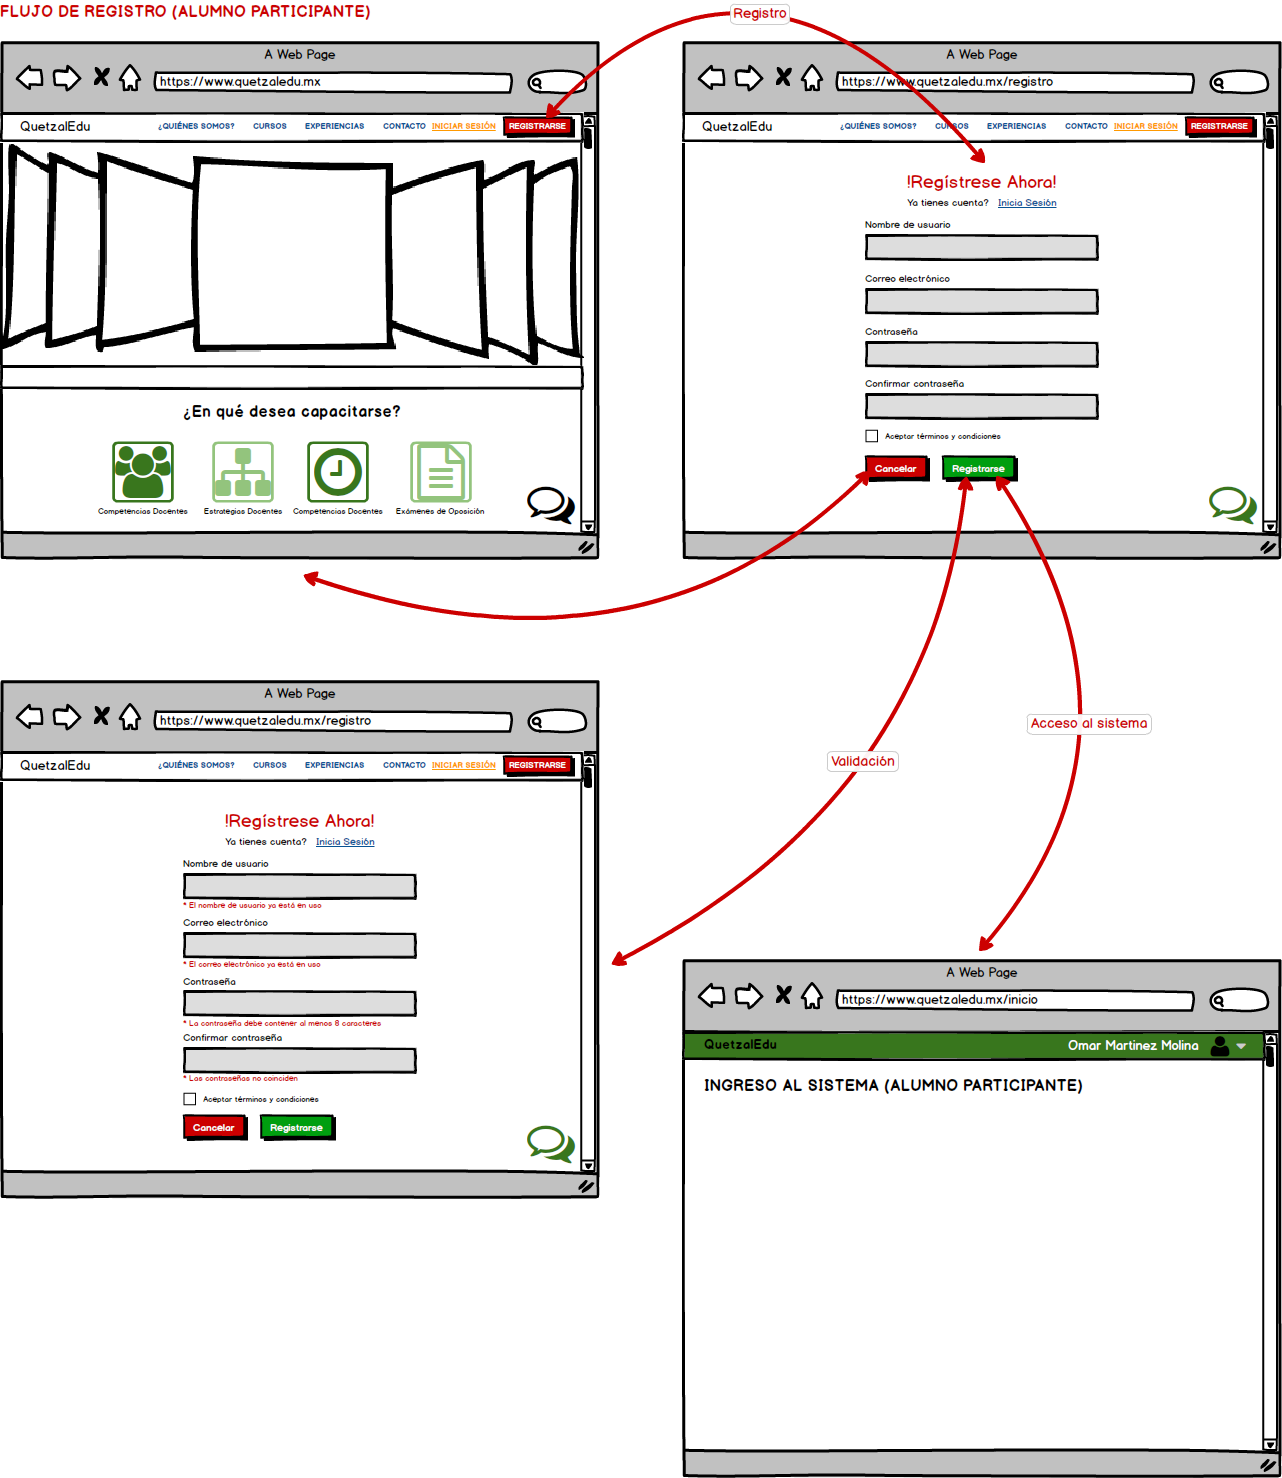 FLUJO DE REGISTRO (ALUMNO PARTICIPANTE)
Registro
A Web Page
https://www.quetzaledu.mx
QuetzalEdu
¿QUIÉNES SOMOS? CURSOS EXPERIENCIAS CONTACTO INICIAR SESIÓN REGISTRARSE
¿En qué desea capacitarse?
Competencias Docentes Estrategias Docentes Competencias Docentes Exámenes de Oposición
A Web Page
https://www.quetzaledu.mx/registro
QuetzalEdu
¿QUIÉNES SOMOS? CURSOS EXPERIENCIAS CONTACTO INICIAR SESIÓN REGISTRARSE
!Regístrese Ahora!
Ya tienes cuenta? Inicia Sesión
Nombre de usuario
Correo electrónico
Contraseña
Confirmar contraseña
Aceptar términos y condiciones
Cancelar Registrarse
A Web Page
https://www.quetzaledu.mx/registro
QuetzalEdu
¿QUIÉNES SOMOS? CURSOS EXPERIENCIAS CONTACTO INICIAR SESIÓN REGISTRARSE
!Regístrese Ahora!
Ya tienes cuenta? Inicia Sesión
Nombre de usuario
* El nombre de usuario ya está en uso
Correo electrónico
* El correo electrónico ya está en uso
Contraseña
* La contraseña debe contener al menos 8 caracteres
Confirmar contraseña
* Las contraseñas no coinciden
Aceptar términos y condiciones
Cancelar Registrarse
Validación
Acceso al sistema
A Web Page
https://www.quetzaledu.mx/inicio
QuetzalEdu
Omar Martinez Molina
INGRESO AL SISTEMA (ALUMNO PARTICIPANTE)